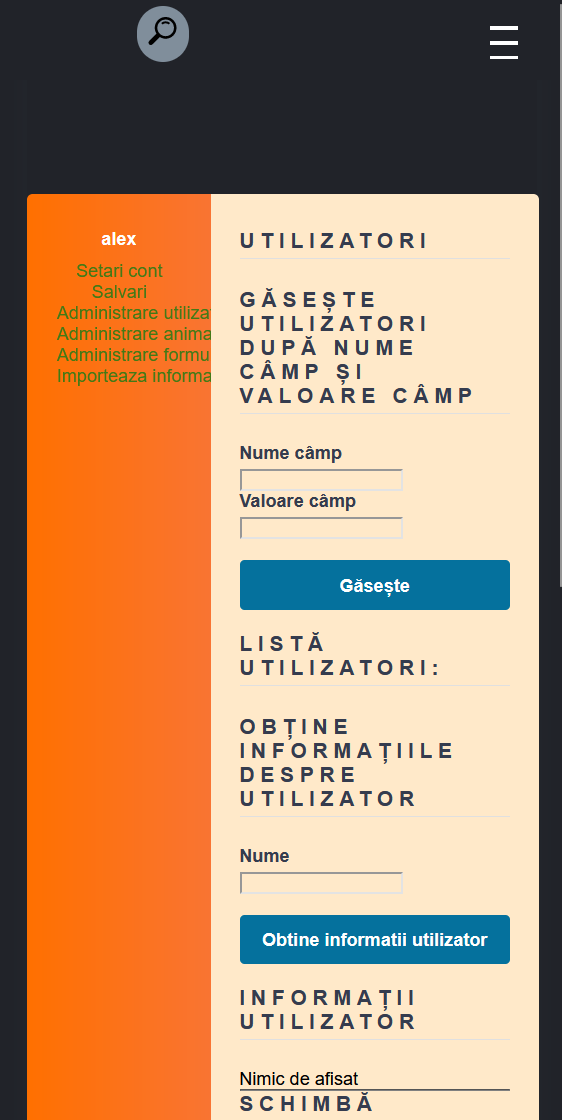 alex
Setari cont
Salvari
Administrare utiliza
Administrare anima
Administrare formu
Importeaza informa
UTILIZATORI
GĂSEȘTE
UTILIZATORI
DUPĂ NUME
CÂMP ȘI
VALOARE CÂMP
Nume câmp
Valoare câmp
Găsește
LISTĂ
UTILIZATORI:
OBȚINE
INFORMAȚIILE
DESPRE
UTILIZATOR
Nume
Obtine informatii utilizator
INFORMAȚII
UTILIZATOR
Nimic de afisat
SCHIMBĂ